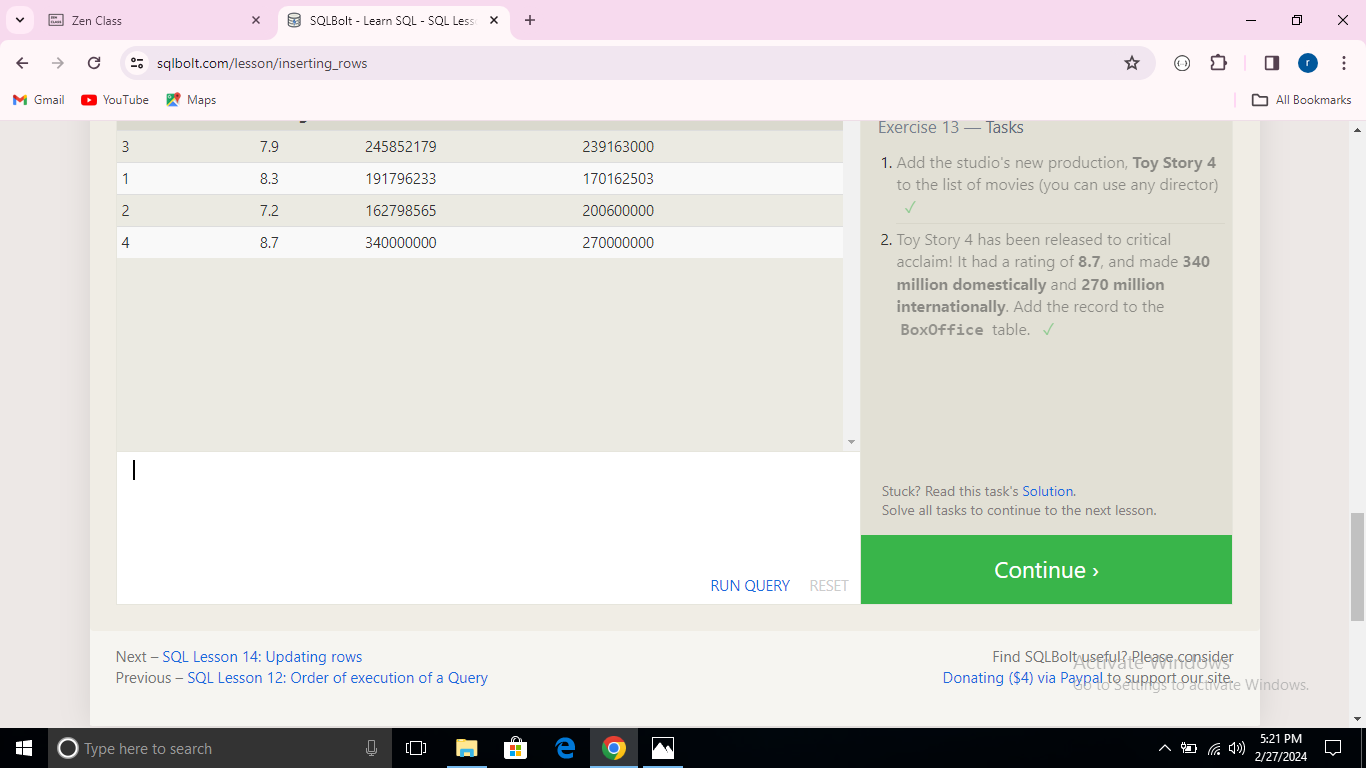 Zen Class
SQLBolt - Learn SQL - SQL Less
sqlbolt.com/lesson/inserting_rows
r
Gmail YouTube Maps All Bookmarks
3 7.9 245852179 239163000
1 8.3 191796233 170162503
2 7.2 162798565 200600000
4 8.7 340000000 270000000
Exercise 13 — Tasks
1. Add the studio's new production, Toy Story 4
to the list of movies (you can use any director)
✓
2. Toy Story 4 has been released to critical
acclaim! It had a rating of 8.7, and made 340
million domestically and 270 million
internationally. Add the record to the
BoxOffice table. ✓
Stuck? Read this task's Solution.
Solve all tasks to continue to the next lesson.
RUN QUERY RESET
Continue ›
Next – SQL Lesson 14: Updating rows
Previous – SQL Lesson 12: Order of execution of a Query
Find SQLBolt useful? Please consider
Donating ($4) via Paypal to support our site.
Activate Windows
Go to Settings to activate Windows.
Type here to search
5:21 PM
2/27/2024